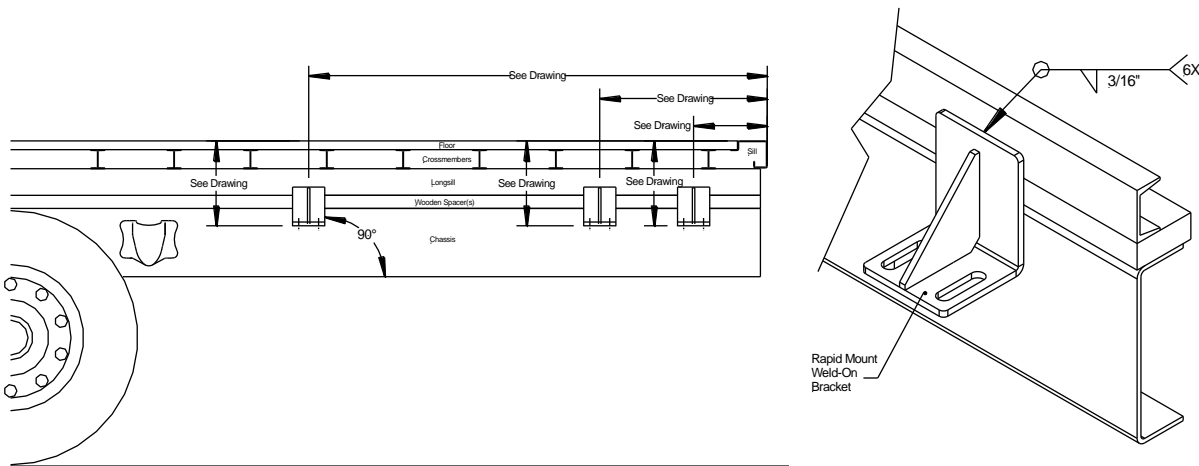 See Drawing
See Drawing
See Drawing
Floor
Sill
Crossmembers
See Drawing
Longsill
See Drawing
See Drawing
Wooden Spacer(s)
90°
Chassis
3/16"
6X
Rapid Mount
Weld-On
Bracket